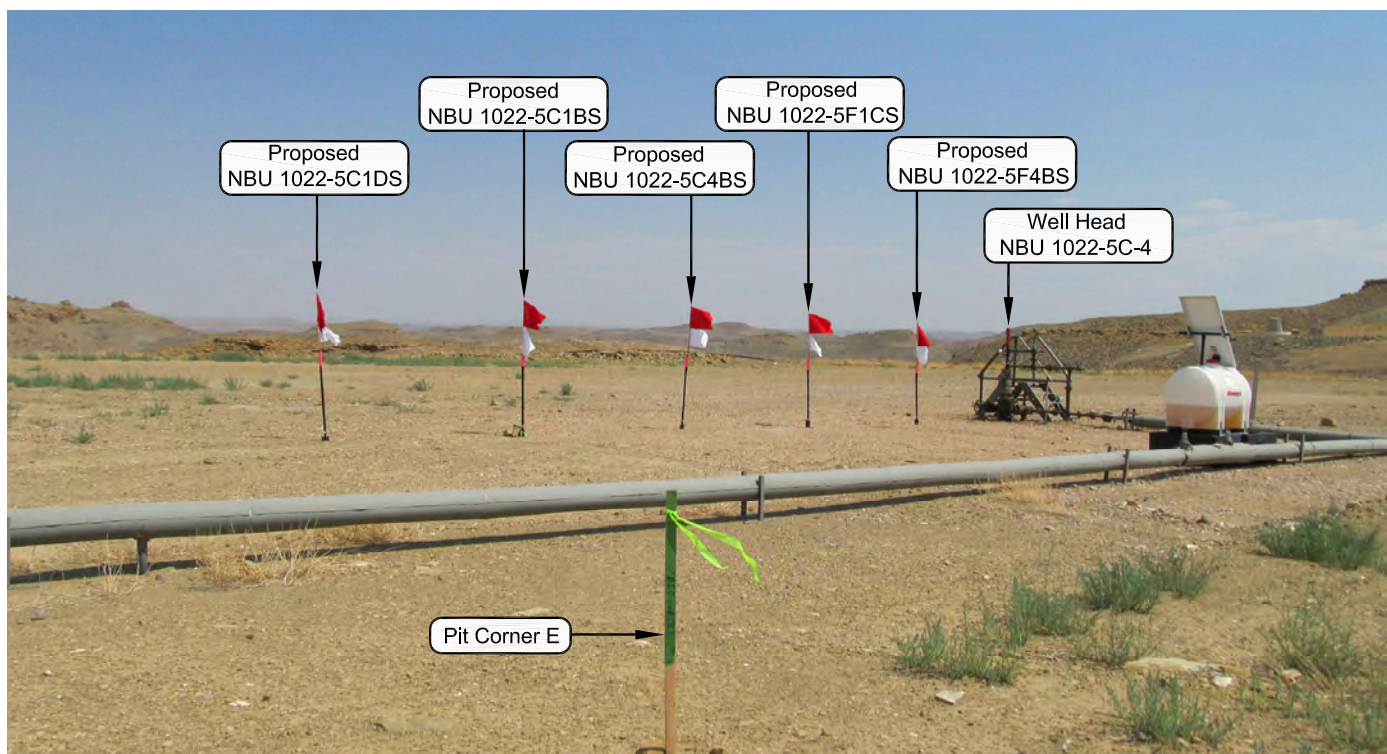 Proposed
NBU 1022-5C1BS
Proposed
NBU 1022-5F1CS
Proposed
NBU 1022-5C1DS
Proposed
NBU 1022-5C4BS
Proposed
NBU 1022-5F4BS
Well Head
NBU 1022-5C-4
Pit Corner E